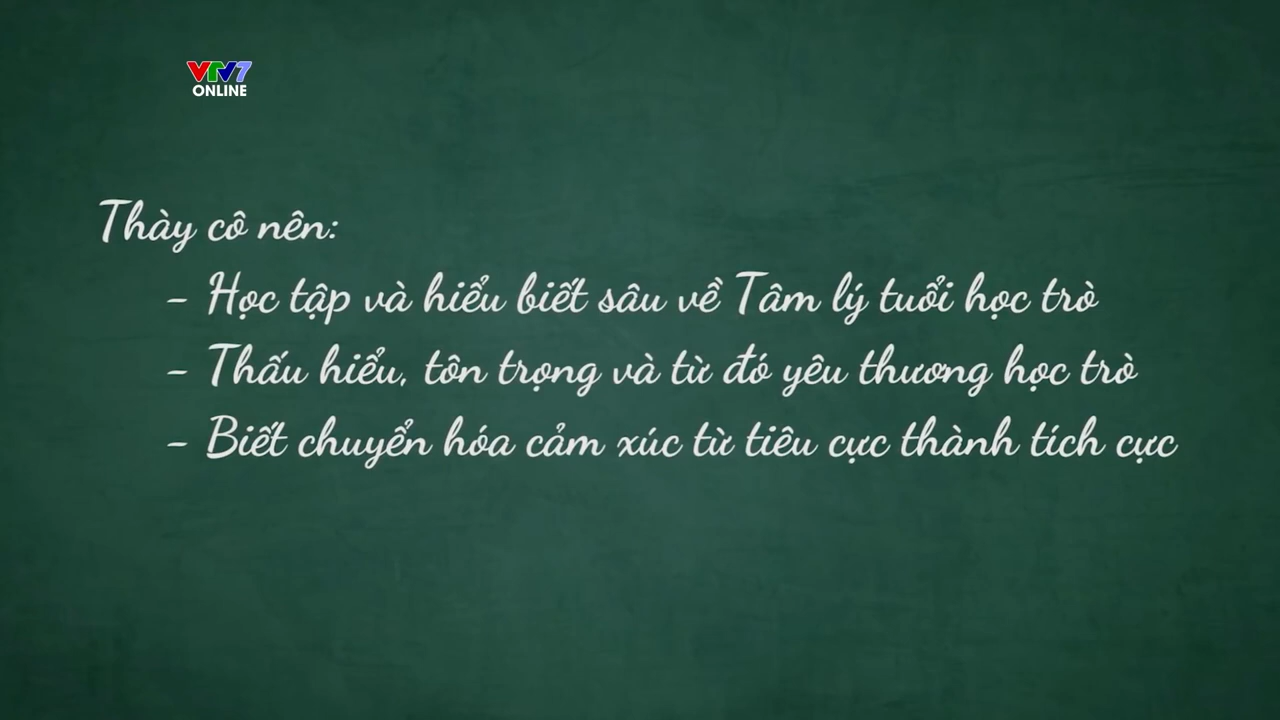 VTV7
ONLINE
Thày cô nên:
- Học tập và hiểu biết sâu về Tâm lý tuổi học trò
- Thấu hiểu, tôn trọng và từ đó yêu thương học trò
- Biết chuyển hóa cảm xúc từ tiêu cực thành tích cực